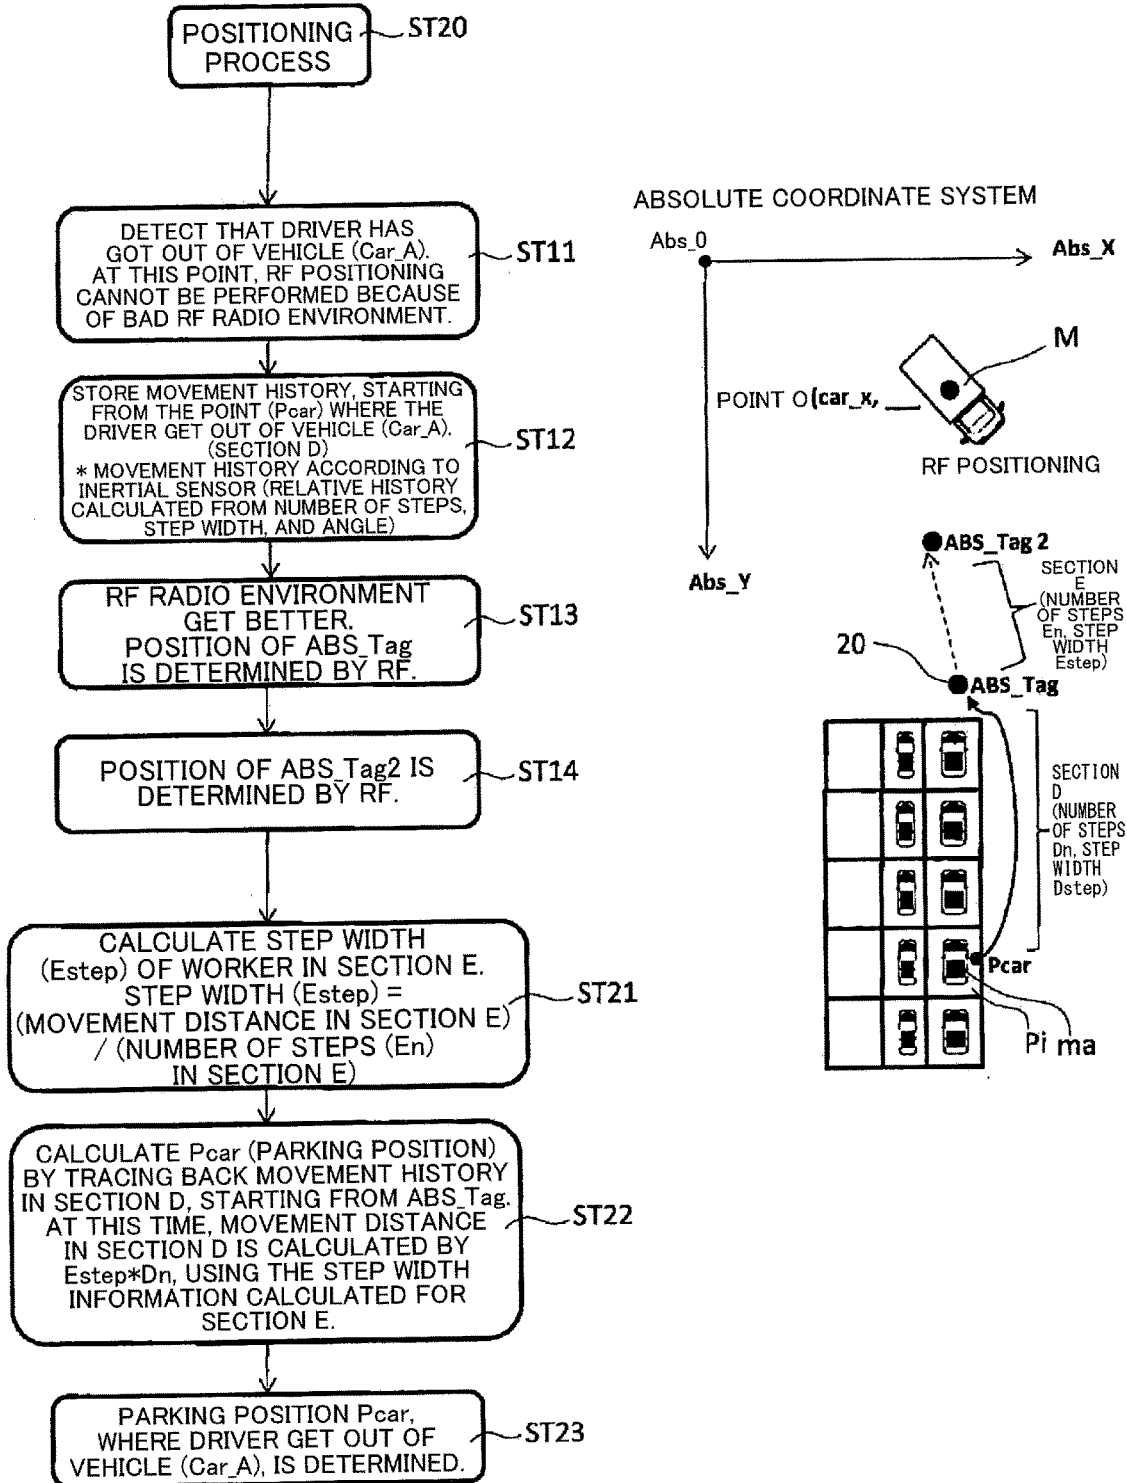 POSITIONING
PROCESS
ST20
DETECT THAT DRIVER HAS
GOT OUT OF VEHICLE (Car_A).
AT THIS POINT, RF POSITIONING
CANNOT BE PERFORMED BECAUSE
OF BAD RF RADIO ENVIRONMENT.
ST11
STORE MOVEMENT HISTORY, STARTING
FROM THE POINT (Pcar) WHERE THE
DRIVER GET OUT OF VEHICLE (Car_A).
(SECTION D)
* MOVEMENT HISTORY ACCORDING TO
INERTIAL SENSOR (RELATIVE HISTORY
CALCULATED FROM NUMBER OF STEPS,
STEP WIDTH, AND ANGLE)
ST12
RF RADIO ENVIRONMENT
GET BETTER.
POSITION OF ABS_Tag
IS DETERMINED BY RF.
ST13
POSITION OF ABS_Tag2 IS
DETERMINED BY RF.
ST14
CALCULATE STEP WIDTH
(Estep) OF WORKER IN SECTION E.
STEP WIDTH (Estep) =
(MOVEMENT DISTANCE IN SECTION E)
/ (NUMBER OF STEPS (En)
IN SECTION E)
ST21
CALCULATE Pcar (PARKING POSITION)
BY TRACING BACK MOVEMENT HISTORY
IN SECTION D, STARTING FROM ABS_Tag.
AT THIS TIME, MOVEMENT DISTANCE
IN SECTION D IS CALCULATED BY
Estep*Dn, USING THE STEP WIDTH
INFORMATION CALCULATED FOR
SECTION E.
ST22
PARKING POSITION Pcar,
WHERE DRIVER GET OUT OF
VEHICLE (Car_A), IS DETERMINED.
ST23
ABSOLUTE COORDINATE SYSTEM
Abs_0
Abs_X
M
POINT O(car_x, __
RF POSITIONING
Abs_Y
ABS_Tag 2
SECTION
E
(NUMBER
OF STEPS
En, STEP
WIDTH
Estep)
20
ABS_Tag
SECTION
D
(NUMBER
OF STEPS
Dn, STEP
WIDTH
Dstep)
Pcar
Pi ma